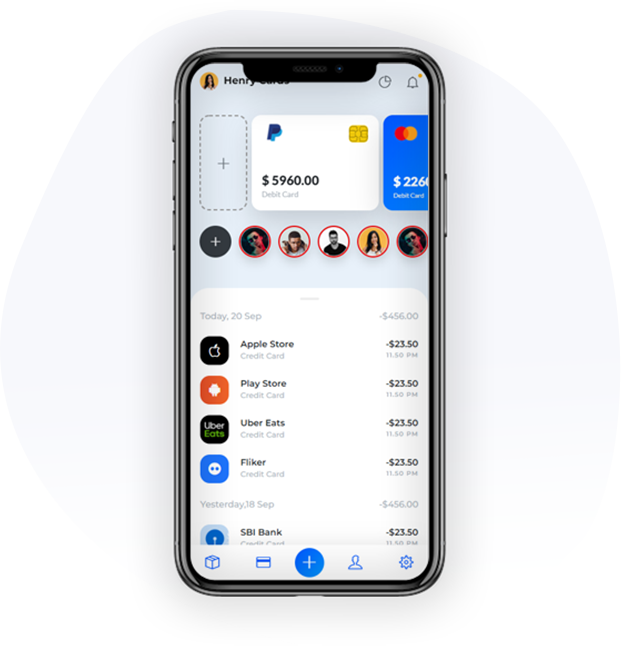 Henry Cards
$ 5960.00
Debit Card
$ 2260
Debit Card
Today, 20 Sep -$456.00
Apple Store -$23.50
Credit Card 11.50 PM
Play Store -$23.50
Credit Card 11.50 PM
Uber
Eats
Uber Eats -$23.50
Credit Card 11.50 PM
Fliker -$23.50
Credit Card 11.50 PM
Yesterday,18 Sep -$456.00
SBI Bank -$23.50
Credit Card 11.50 PM